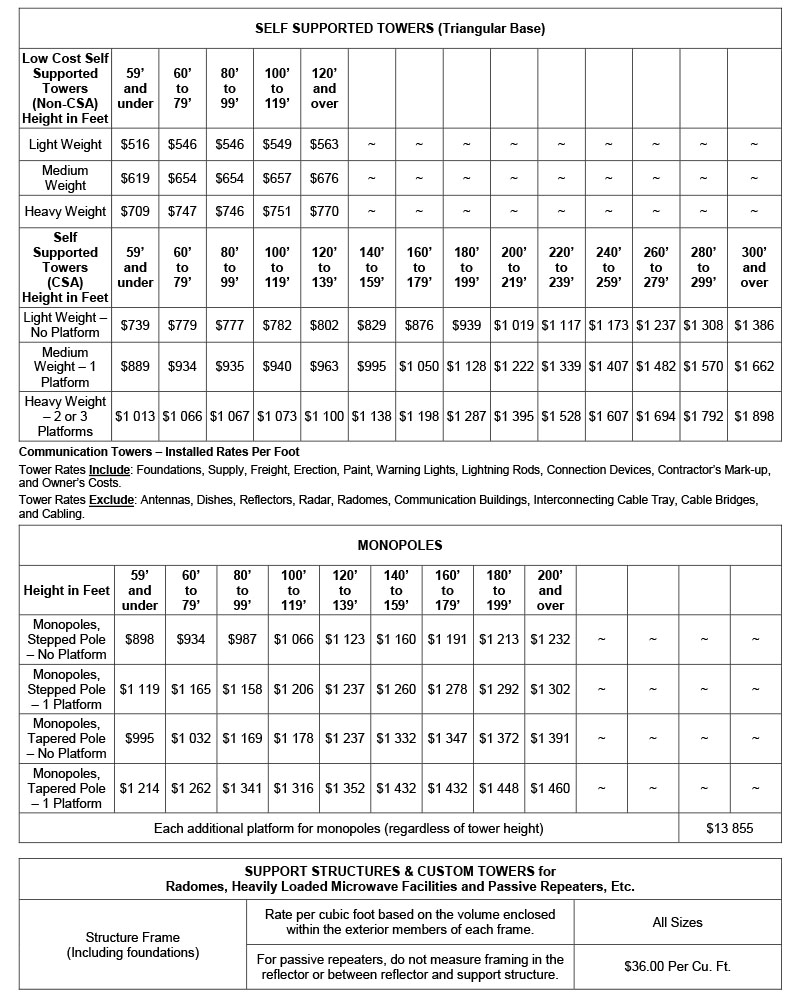 SELF SUPPORTED TOWERS (Triangular Base)
Low Cost Self Supported Towers (Non-CSA) Height in Feet 59’ and under 60’ to 79’ 80’ to 99’ 100’ to 119’ 120’ and over
Light Weight $516 $546 $546 $549 $563 ~ ~ ~ ~ ~ ~ ~ ~ ~
Medium Weight $619 $654 $654 $657 $676 ~ ~ ~ ~ ~ ~ ~ ~ ~
Heavy Weight $709 $747 $746 $751 $770 ~ ~ ~ ~ ~ ~ ~ ~ ~
Self Supported Towers (CSA) Height in Feet 59’ and under 60’ to 79’ 80’ to 99’ 100’ to 119’ 120’ to 139’ 140’ to 159’ 160’ to 179’ 180’ to 199’ 200’ to 219’ 220’ to 239’ 240’ to 259’ 260’ to 279’ 280’ to 299’ 300’ and over
Light Weight – No Platform $739 $779 $777 $782 $802 $829 $876 $939 $1 019 $1 117 $1 173 $1 237 $1 308 $1 386
Medium Weight – 1 Platform $889 $934 $935 $940 $963 $995 $1 050 $1 128 $1 222 $1 339 $1 407 $1 482 $1 570 $1 662
Heavy Weight – 2 or 3 Platforms $1 013 $1 066 $1 067 $1 073 $1 100 $1 138 $1 198 $1 287 $1 395 $1 528 $1 607 $1 694 $1 792 $1 898
Communication Towers – Installed Rates Per Foot
Tower Rates Include: Foundations, Supply, Freight, Erection, Paint, Warning Lights, Lightning Rods, Connection Devices, Contractor’s Mark-up,
and Owner’s Costs.
Tower Rates Exclude: Antennas, Dishes, Reflectors, Radar, Radomes, Communication Buildings, Interconnecting Cable Tray, Cable Bridges,
and Cabling.
MONOPOLES
Height in Feet 59’ and under 60’ to 79’ 80’ to 99’ 100’ to 119’ 120’ to 139’ 140’ to 159’ 160’ to 179’ 180’ to 199’ 200’ and over
Monopoles, Stepped Pole – No Platform $898 $934 $987 $1 066 $1 123 $1 160 $1 191 $1 213 $1 232 ~ ~ ~ ~
Monopoles, Stepped Pole – 1 Platform $1 119 $1 165 $1 158 $1 206 $1 237 $1 260 $1 278 $1 292 $1 302 ~ ~ ~ ~
Monopoles, Tapered Pole – No Platform $995 $1 032 $1 169 $1 178 $1 237 $1 332 $1 347 $1 372 $1 391 ~ ~ ~ ~
Monopoles, Tapered Pole – 1 Platform $1 214 $1 262 $1 341 $1 316 $1 352 $1 432 $1 432 $1 448 $1 460 ~ ~ ~ ~
Each additional platform for monopoles (regardless of tower height) $13 855
SUPPORT STRUCTURES & CUSTOM TOWERS for
Radomes, Heavily Loaded Microwave Facilities and Passive Repeaters, Etc.
Structure Frame
(Including foundations)
Rate per cubic foot based on the volume enclosed
within the exterior members of each frame.
All Sizes
For passive repeaters, do not measure framing in the
reflector or between reflector and support structure.
$36.00 Per Cu. Ft.